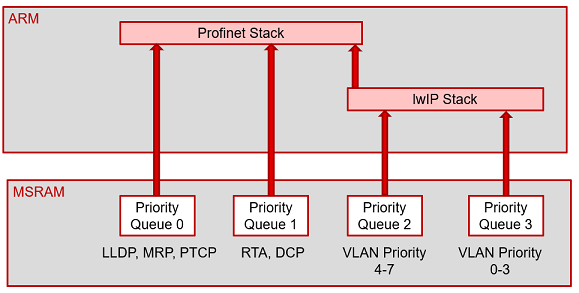 ARM
Profinet Stack
lwIP Stack
MSRAM
Priority
Queue 0
Priority
Queue 1
Priority
Queue 2
Priority
Queue 3
LLDP, MRP, PTCP
RTA, DCP
VLAN Priority
4-7
VLAN Priority
0-3